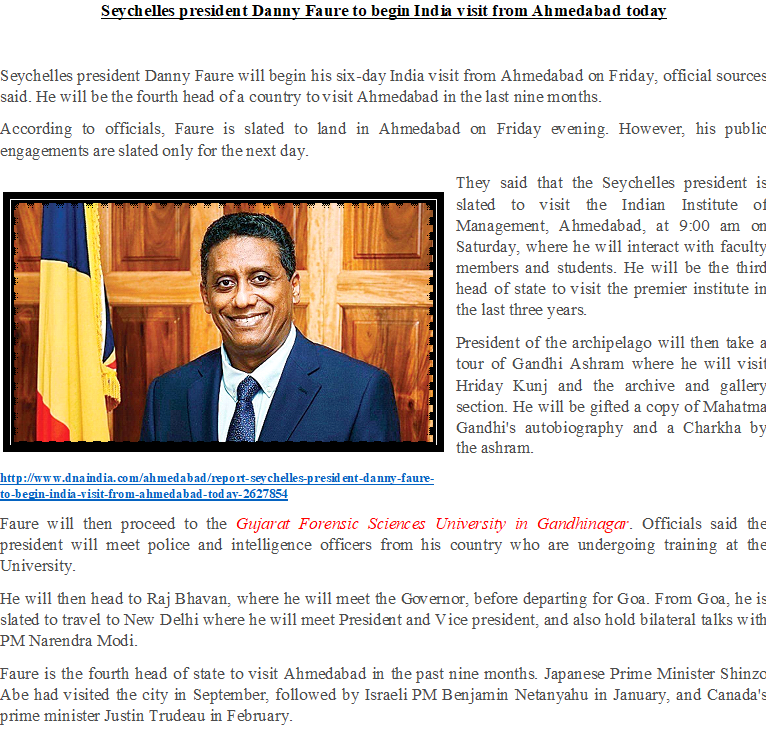 Seychelles president Danny Faure to begin India visit from Ahmedabad today
Seychelles president Danny Faure will begin his six-day India visit from Ahmedabad on Friday, official sources
said. He will be the fourth head of a country to visit Ahmedabad in the last nine months.
According to officials, Faure is slated to land in Ahmedabad on Friday evening. However, his public
engagements are slated only for the next day.
They said that the Seychelles president is
slated to visit the Indian Institute of
Management, Ahmedabad, at 9:00 am on
Saturday, where he will interact with faculty
members and students. He will be the third
head of state to visit the premier institute in
the last three years.
President of the archipelago will then take a
tour of Gandhi Ashram where he will visit
Hriday Kunj and the archive and gallery
section. He will be gifted a copy of Mahatma
Gandhi's autobiography and a Charkha by
the ashram.
http://www.dnaindia.com/ahmedabad/report-seychelles-president-danny-faure-
to-begin-india-visit-from-ahmedabad-today-2627854
Faure will then proceed to the Gujarat Forensic Sciences University in Gandhinagar. Officials said the
president will meet police and intelligence officers from his country who are undergoing training at the
University.
He will then head to Raj Bhavan, where he will meet the Governor, before departing for Goa. From Goa, he is
slated to travel to New Delhi where he will meet President and Vice president, and also hold bilateral talks with
PM Narendra Modi.
Faure is the fourth head of state to visit Ahmedabad in the past nine months. Japanese Prime Minister Shinzo
Abe had visited the city in September, followed by Israeli PM Benjamin Netanyahu in January, and Canada's
prime minister Justin Trudeau in February.